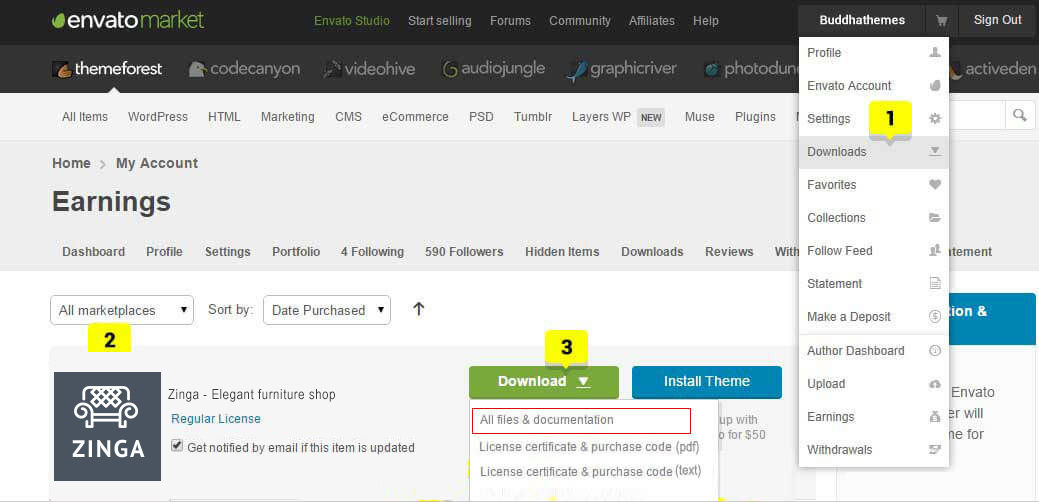 envatomarket
Envato Studio Start selling Forums Community Affiliates Help
Buddhathemes Sign Out
themeforest codecanyon videohive audiojungle graphicriver photodun activeden
Profile
Envato Account
Settings
Downloads
Favorites
Collections
Follow Feed
Statement
Make a Deposit
Author Dashboard
Upload
Earnings
Withdrawals
1
All Items WordPress HTML Marketing CMS eCommerce PSD Tumblr Layers WP NEW Muse Plugins
Home My Account
Earnings
Dashboard Profile Settings Portfolio 4 Following 590 Followers Hidden Items Downloads Reviews With atement
All marketplaces Sort by: Date Purchased
2
3
Download Install Theme
Zinga - Elegant furniture shop
Regular License
Get notified by email if this item is updated
ZINGA
All files & documentation
License certificate & purchase code (pdf)
License certificate & purchase code (text)
up with
o for $50
tion &
Envato
er will
me for